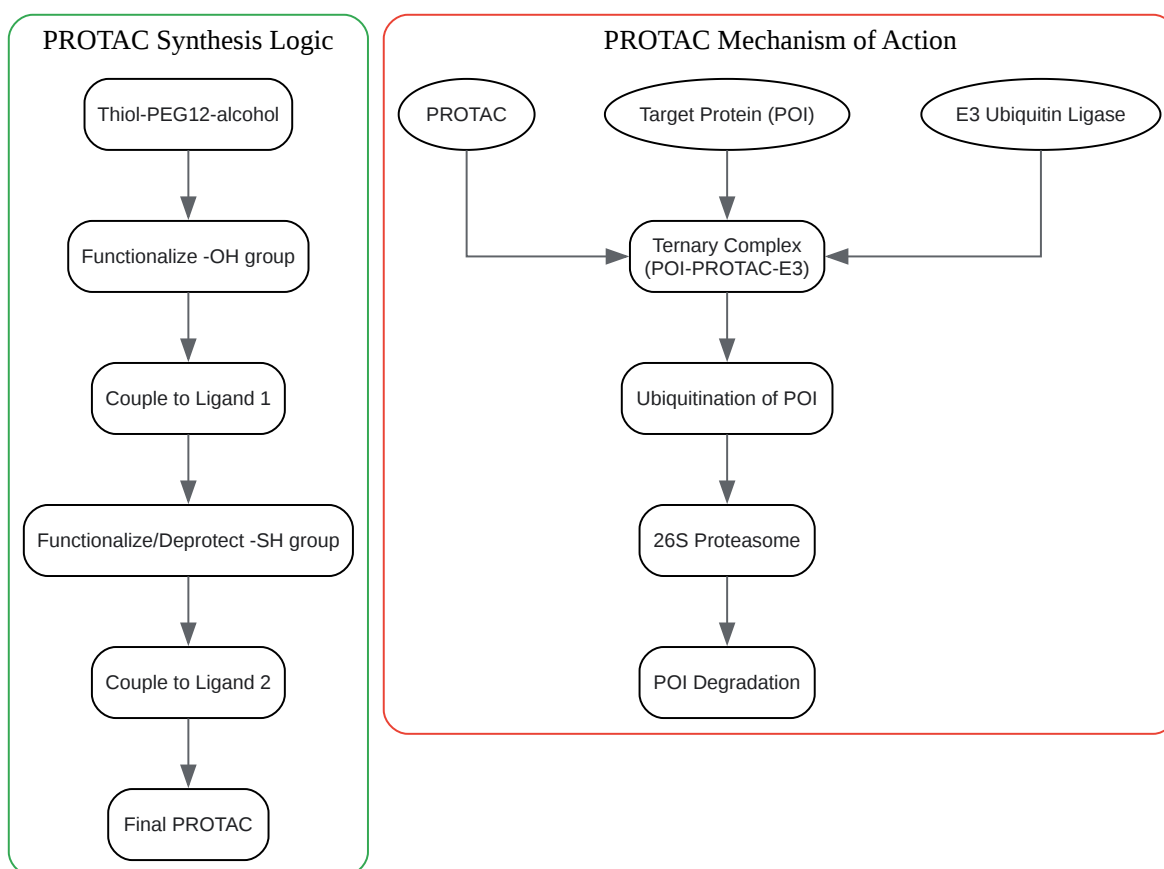 PROTAC Synthesis Logic
Thiol-PEG12-alcohol
Functionalize -OH group
Couple to Ligand 1
Functionalize/Deprotect -SH group
Couple to Ligand 2
Final PROTAC
PROTAC Mechanism of Action
PROTAC
Target Protein (POI)
E3 Ubiquitin Ligase
Ternary Complex
(POI-PROTAC-E3)
Ubiquitination of POI
26S Proteasome
POI Degradation